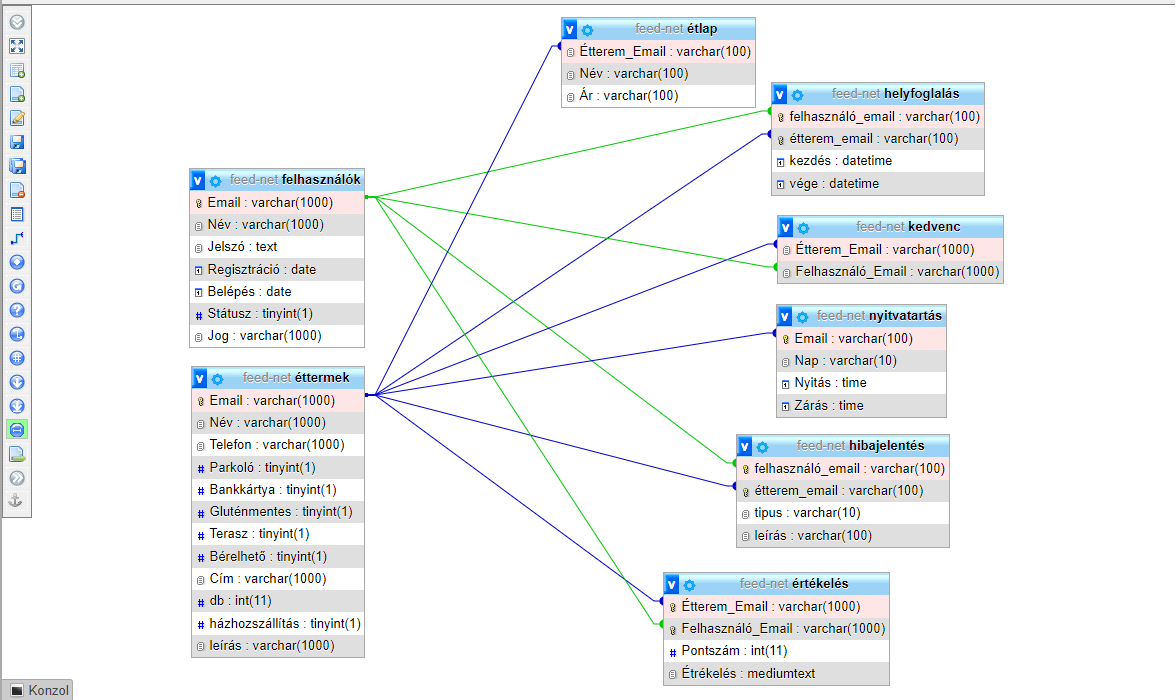 feed-net étlap
Étterem_Email : varchar(100)
Név : varchar(100)
Ár : varchar(100)
feed-net helyfoglalás
felhasználó_email : varchar(100)
étterem_email : varchar(100)
kezdés : datetime
vége : datetime
feed-net felhasználók
Email : varchar(1000)
Név : varchar(1000)
Jelszó : text
Regisztráció : date
Belépés : date
Státusz : tinyint(1)
Jog : varchar(1000)
feed-net kedvenc
Étterem_Email : varchar(1000)
Felhasználó_Email : varchar(1000)
feed-net nyitvatartás
Email : varchar(100)
Nap : varchar(10)
Nyitás : time
Zárás : time
feed-net éttermek
Email : varchar(1000)
Név : varchar(1000)
Telefon : varchar(1000)
Parkoló : tinyint(1)
Bankkártya : tinyint(1)
Gluténmentes : tinyint(1)
Terasz : tinyint(1)
Bérelhető : tinyint(1)
Cím : varchar(1000)
db : int(11)
házhozszállítás : tinyint(1)
leírás : varchar(1000)
feed-net hibajelentés
felhasználó_email : varchar(100)
étterem_email : varchar(100)
tipus : varchar(10)
leírás : varchar(100)
feed-net értékelés
Étterem_Email : varchar(1000)
Felhasználó_Email : varchar(1000)
Pontszám : int(11)
Étrékelés : mediumtext
Konzol